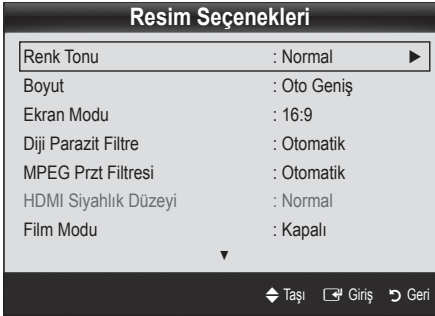 Resim Seçenekleri
Renk Tonu : Normal ►
Boyut : Oto Geniş
Ekran Modu : 16:9
Diji Parazit Filtre : Otomatik
MPEG Przt Filtresi : Otomatik
HDMI Siyahlık Düzeyi : Normal
Film Modu : Kapalı
▼
Taşı Giriş Geri